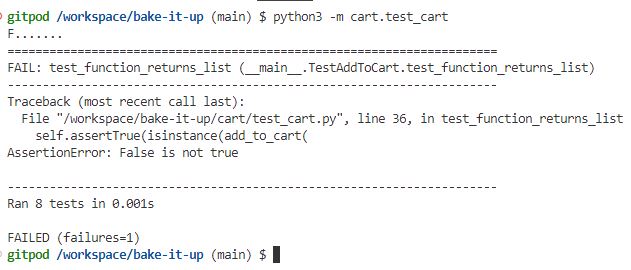 gitpod /workspace/bake-it-up (main) $ python3 -m cart.test_cart
F.......
======================================================================
FAIL: test_function_returns_list (__main__.TestAddToCart.test_function_returns_list)
----------------------------------------------------------------------
Traceback (most recent call last):
  File "/workspace/bake-it-up/cart/test_cart.py", line 36, in test_function_returns_list
    self.assertTrue(isinstance(add_to_cart(
AssertionError: False is not true
----------------------------------------------------------------------
Ran 8 tests in 0.001s
FAILED (failures=1)
gitpod /workspace/bake-it-up (main) $